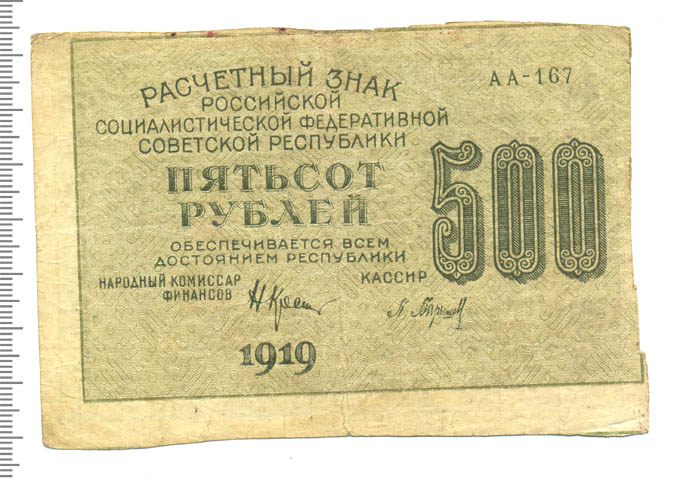 РАСЧЕТНЫЙ ЗНАК
РОССИЙСКОЙ
СОЦИАЛИСТИЧЕСКОЙ ФЕДЕРАТИВНОЙ
СОВЕТСКОЙ РЕСПУБЛИКИ
АА-167
ПЯТЬСОТ
РУБЛЕЙ
500
ОБЕСПЕЧИВАЕТСЯ ВСЕМ
ДОСТОЯНИЕМ РЕСПУБЛИКИ
НАРОДНЫЙ КОМИССАР
ФИНАНСОВ
КАССИР
1919